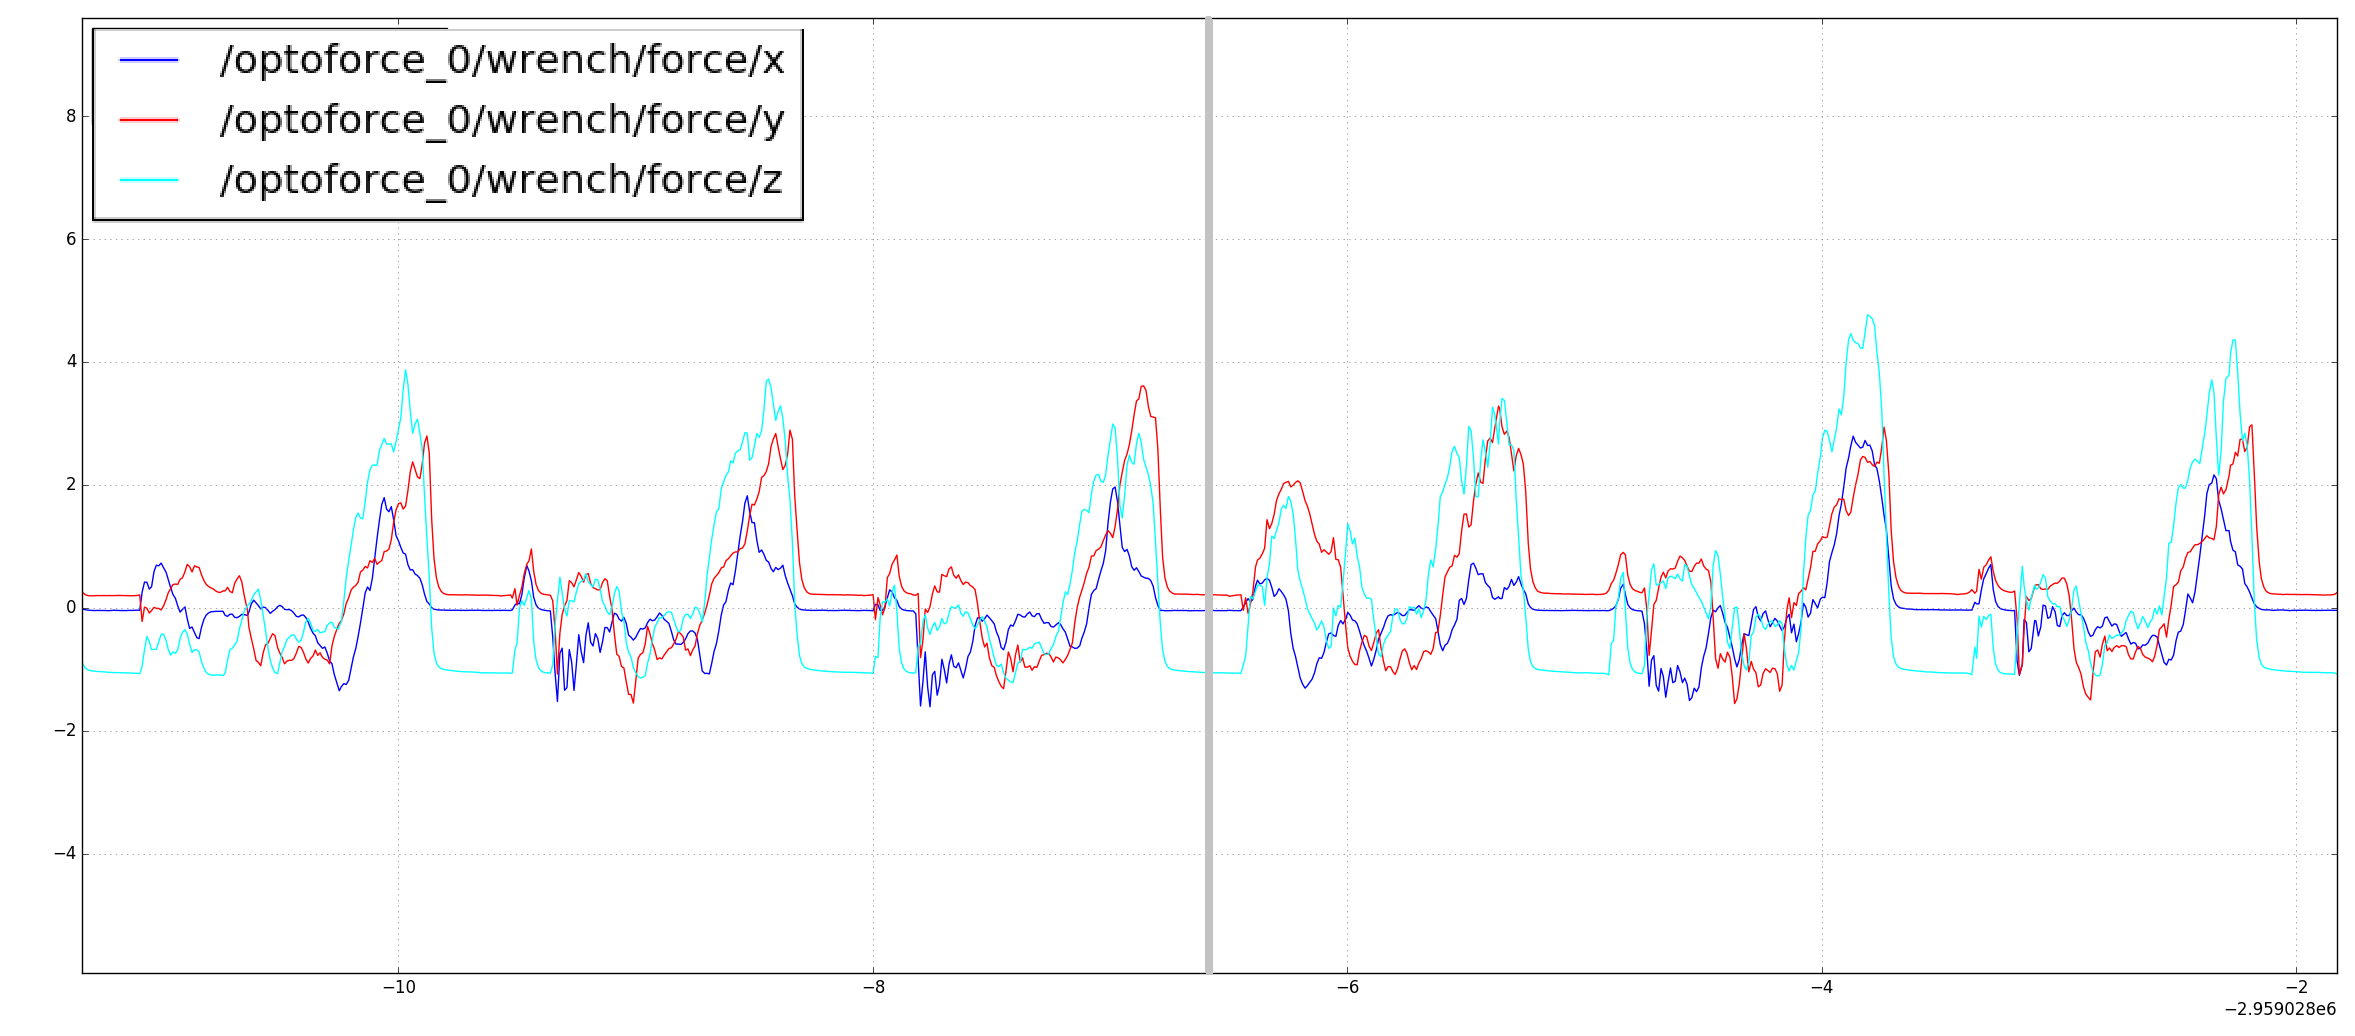 /optoforce_0/wrench/force/x
/optoforce_0/wrench/force/y
/optoforce_0/wrench/force/z
8
6
4
2
0
−2
−4
−10 −8 −6 −4 −2
−2.959028e6